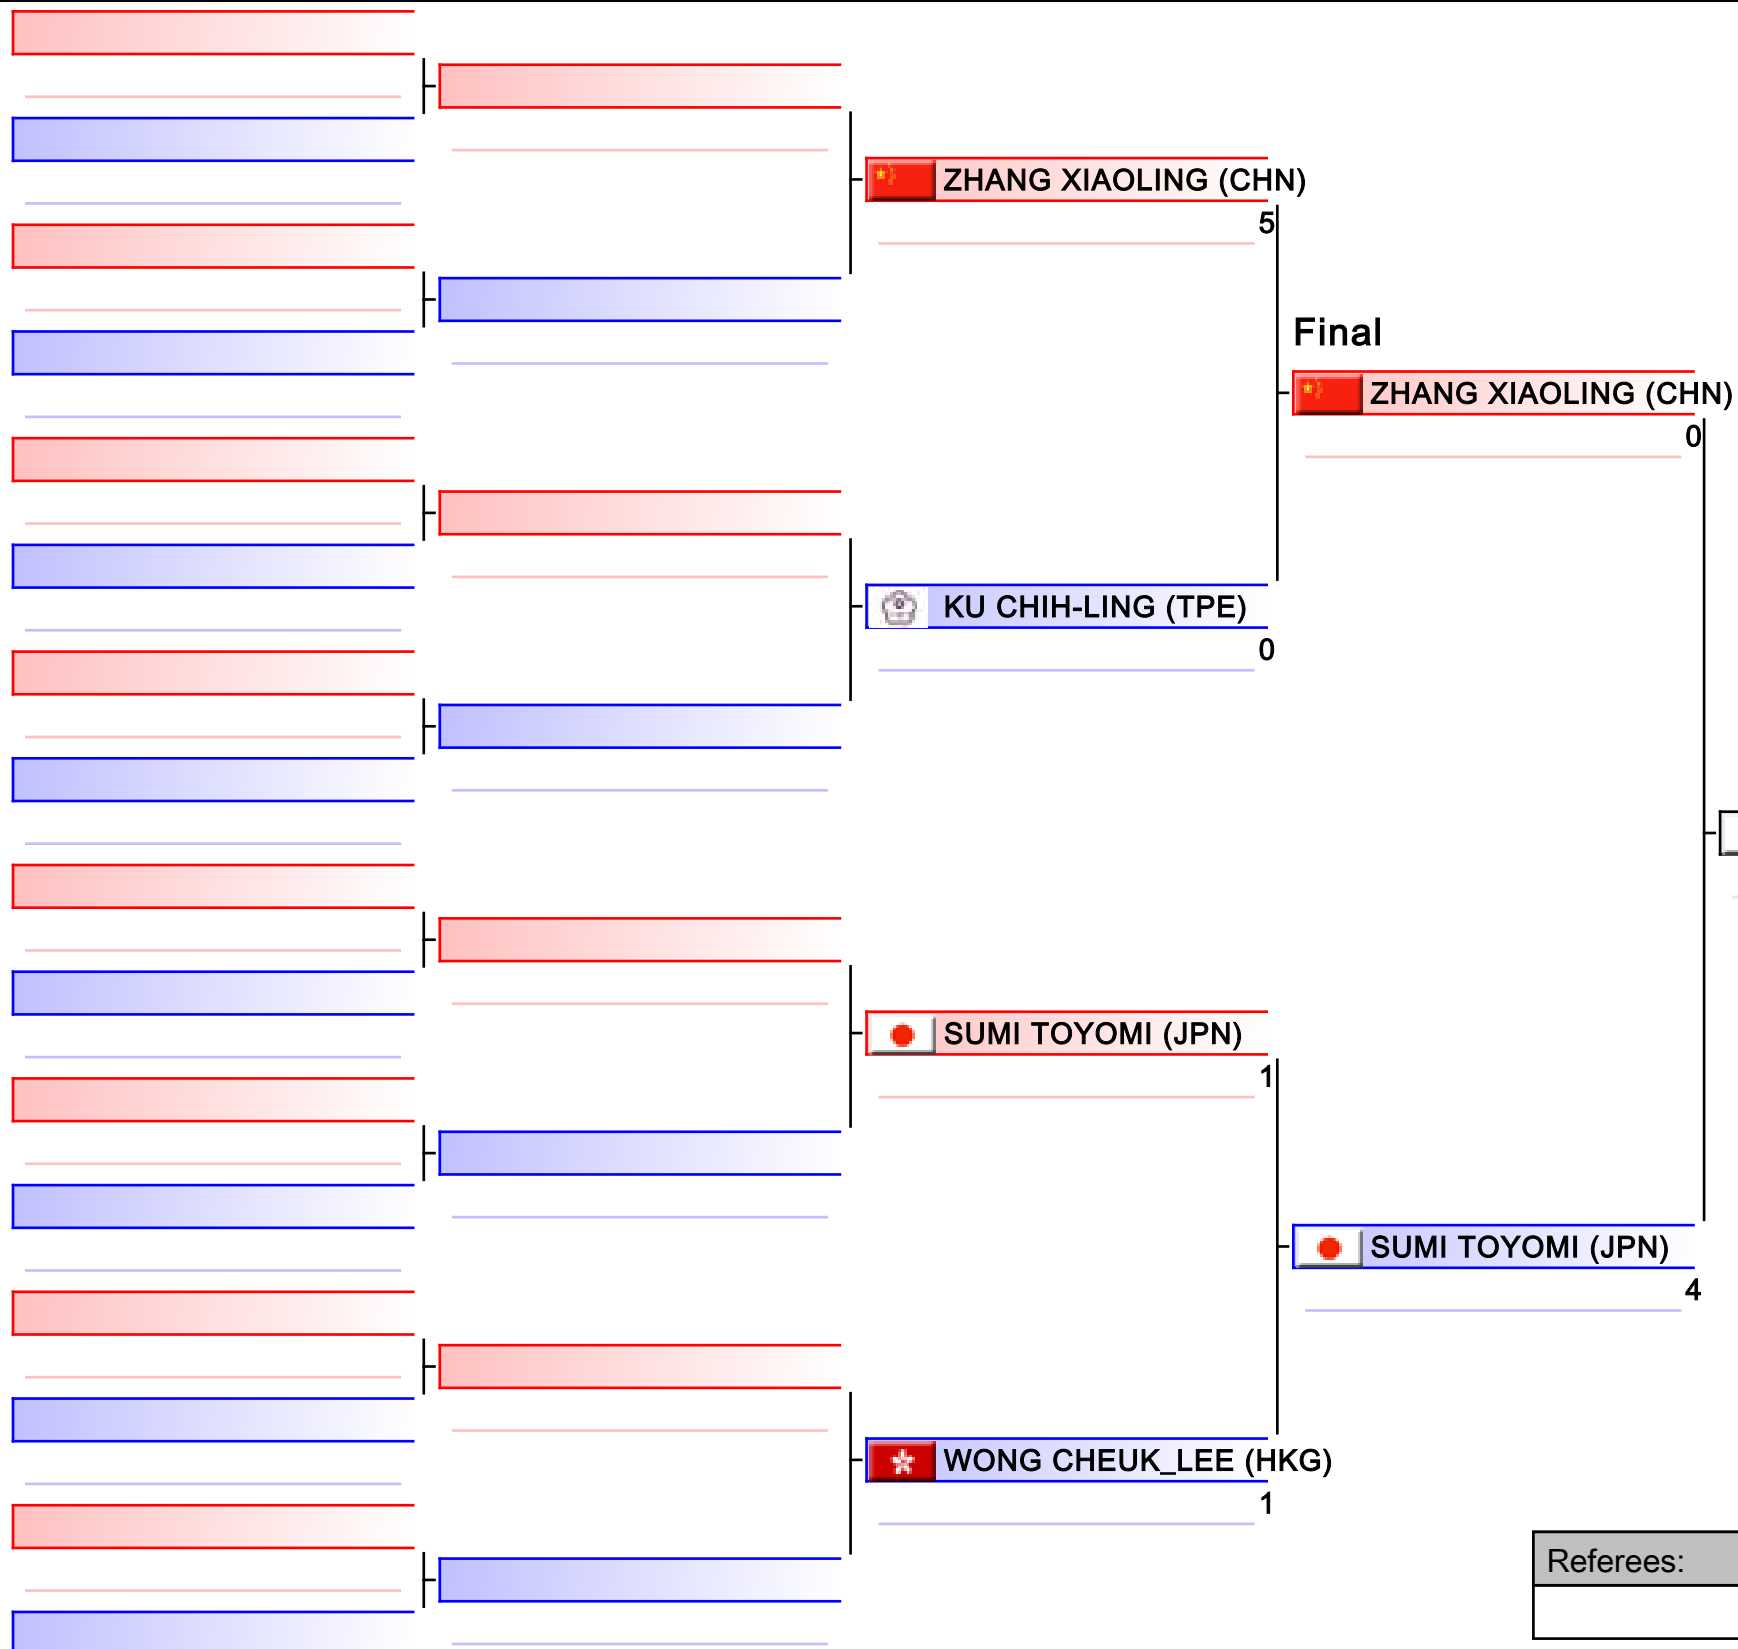 ZHANG XIAOLING (CHN)
5
Final
ZHANG XIAOLING (CHN)
0
KU CHIH-LING (TPE)
0
SUMI TOYOMI (JPN)
1
SUMI TOYOMI (JPN)
4
WONG CHEUK_LEE (HKG)
1
Referees: